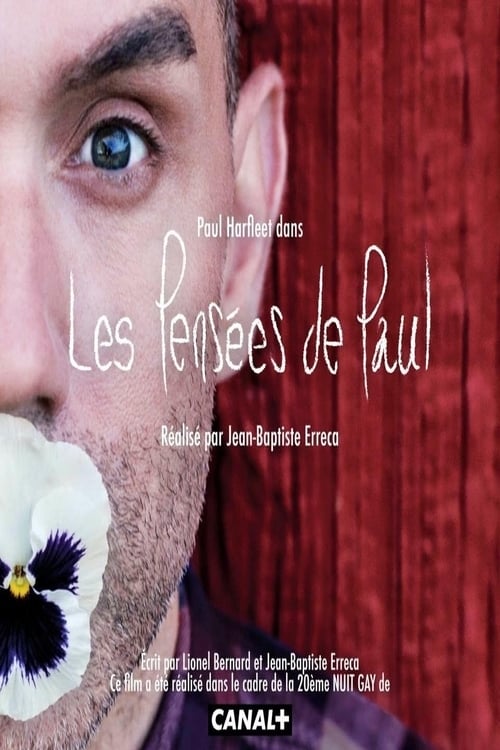 Paul Harfleet dans
Les Pensées de Paul
Réalisé par Jean-Baptiste Erreca
Écrit par Lionel Bernard et Jean-Baptiste Erreca
Ce film a été réalisé dans le cadre de la 20ème NUIT GAY de
CANAL+